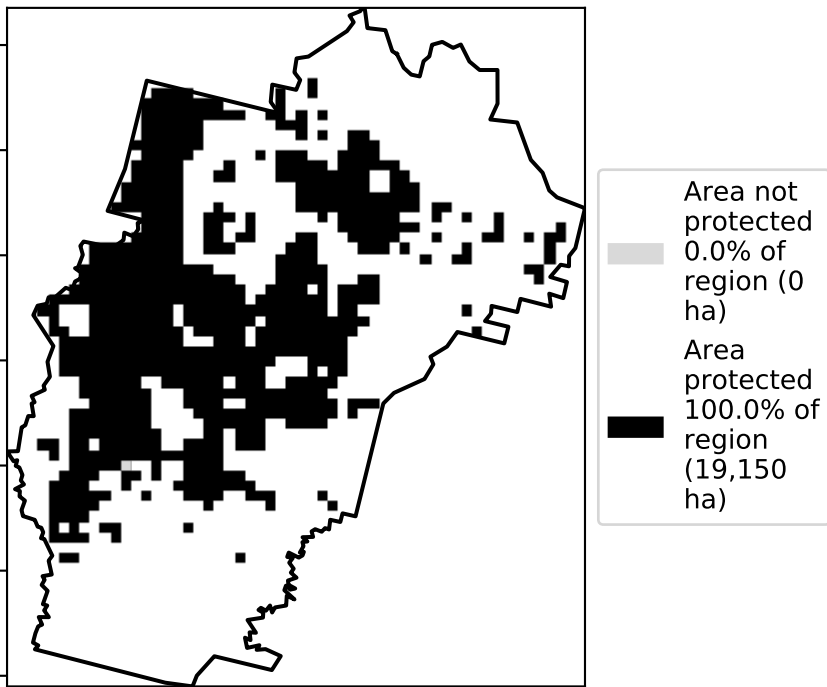 Area not
protected
0.0% of
region (0
ha)
Area
protected
100.0% of
region
(19,150
ha)